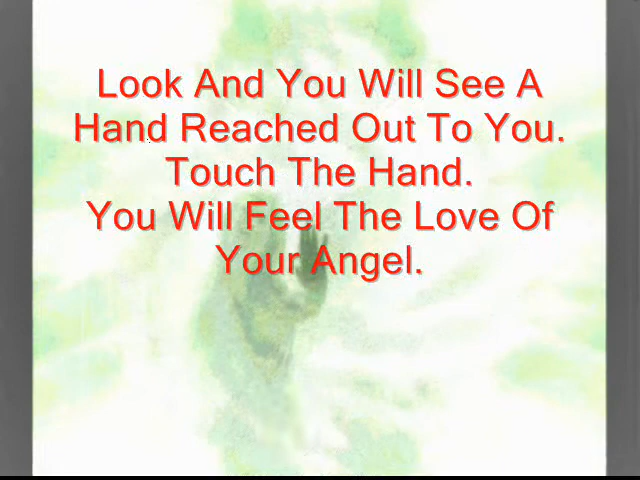 Look And You Will See A
Hand Reached Out To You.
Touch The Hand.
You Will Feel The Love Of
Your Angel.